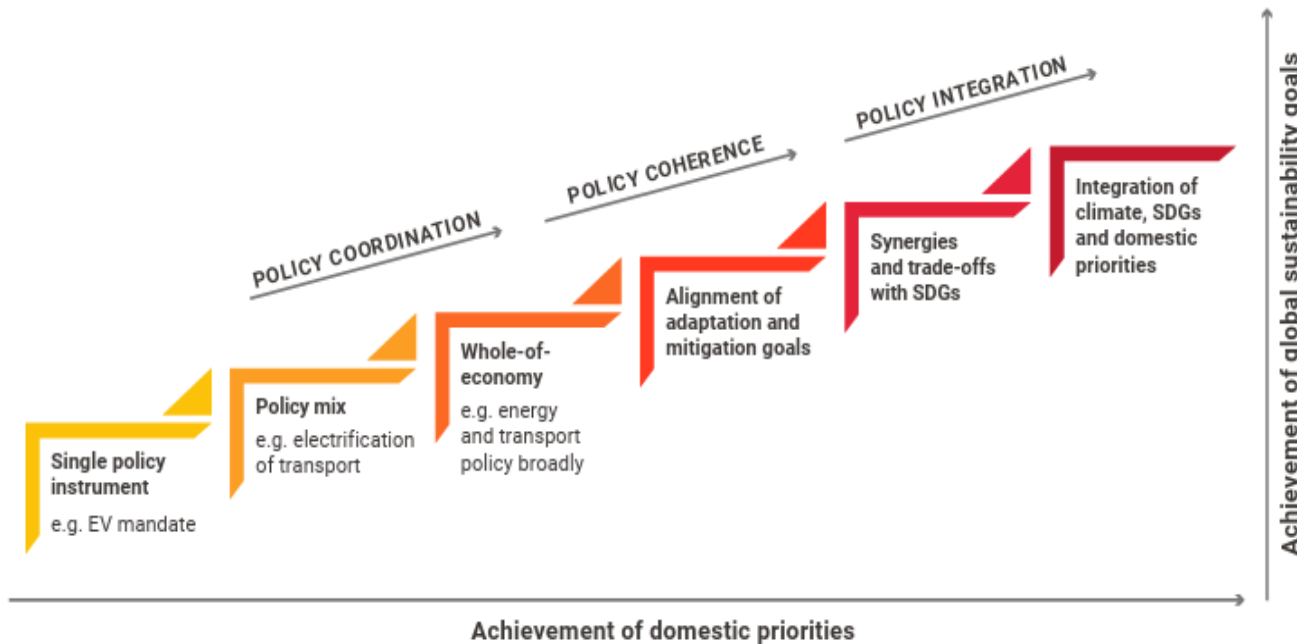 POLICY COORDINATION
POLICY COHERENCE
POLICY INTEGRATION
Single policy
instrument
e.g. EV mandate
Policy mix
e.g. electrification
of transport
Whole-of-
economy
e.g. energy
and transport
policy broadly
Alignment of
adaptation and
mitigation goals
Synergies
and trade-offs
with SDGs
Integration of
climate, SDGs
and domestic
priorities
Achievement of domestic priorities
Achievement of global sustainability goals